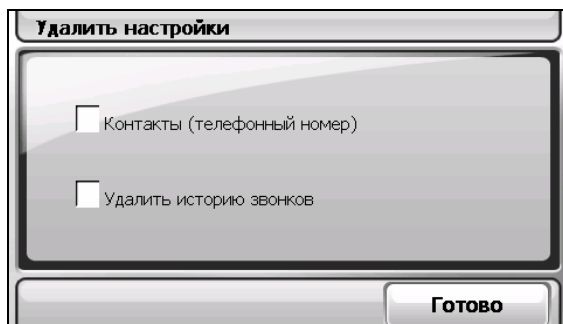 Удалить настройки
Контакты (телефонный номер)
Удалить историю звонков
Готово